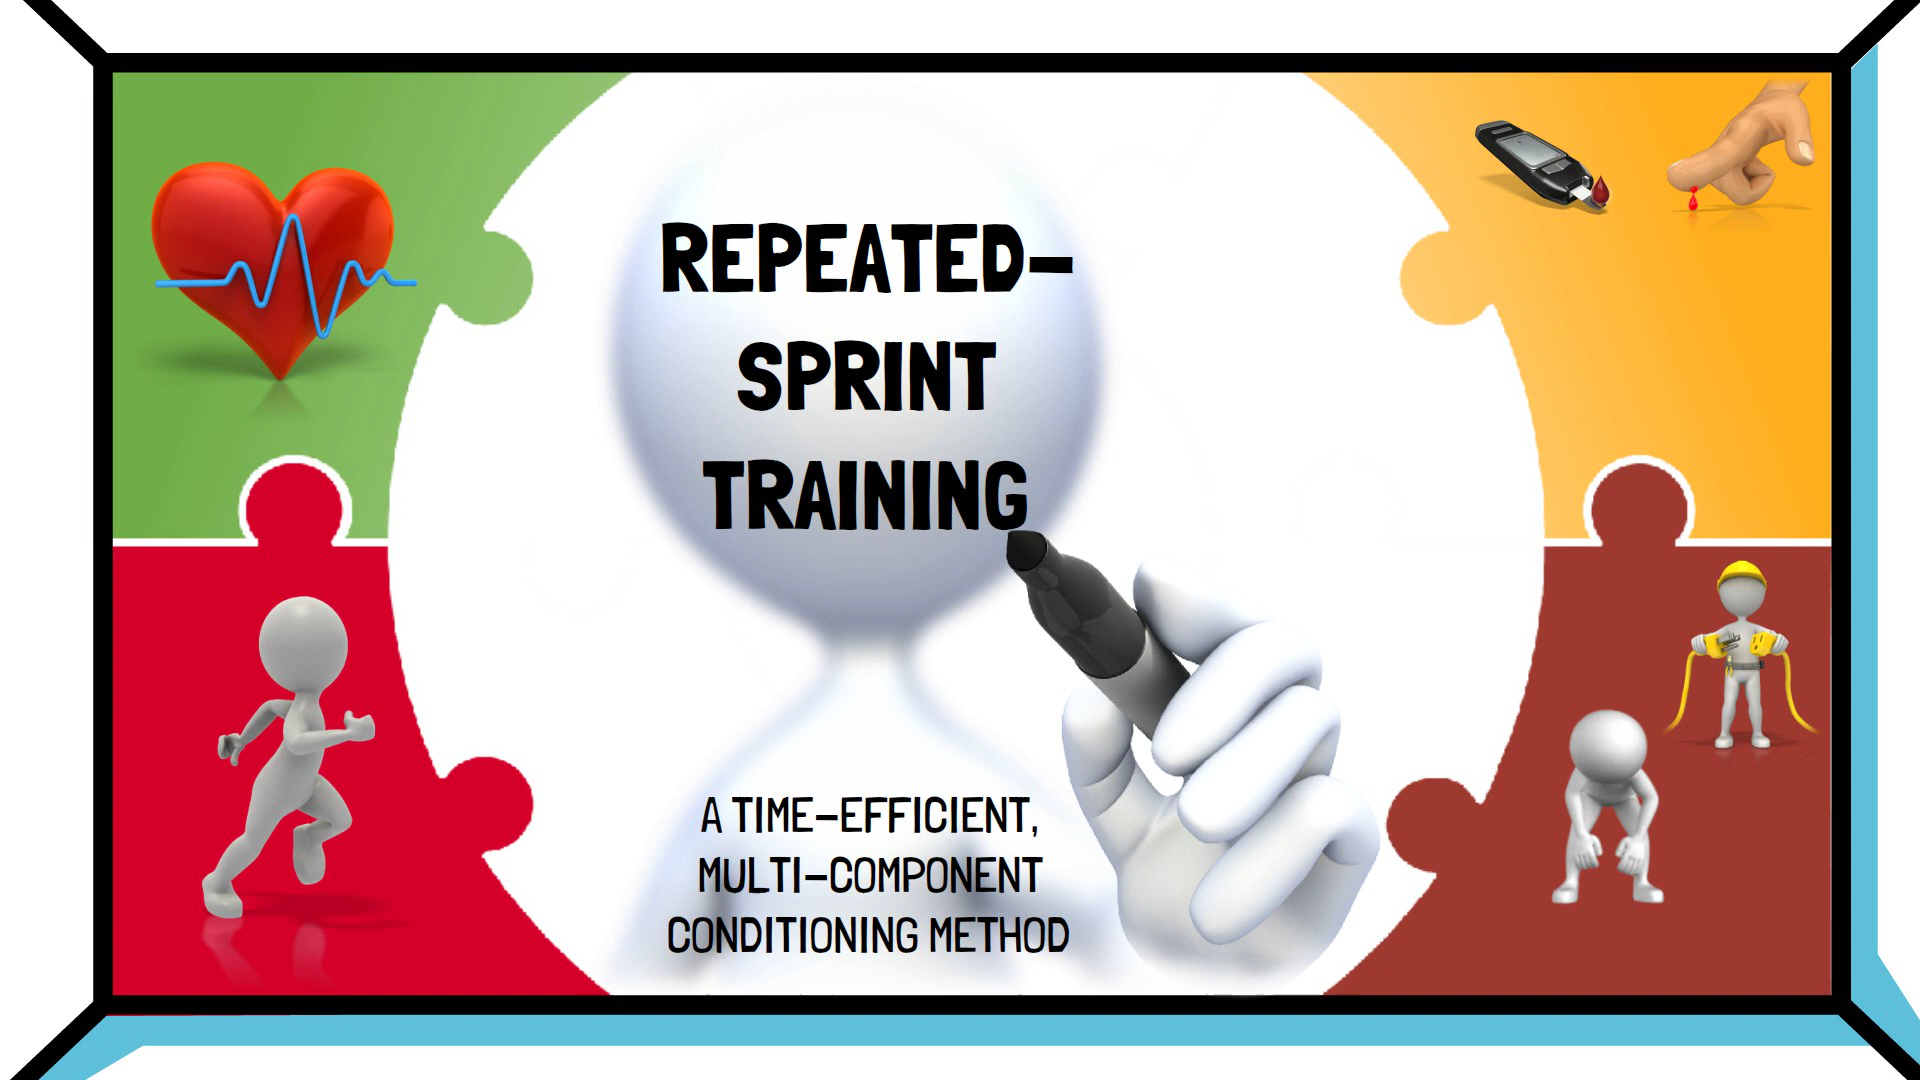 REPEATED-
SPRINT
TRAINING
A TIME-EFFICIENT,
MULTI-COMPONENT
CONDITIONING METHOD